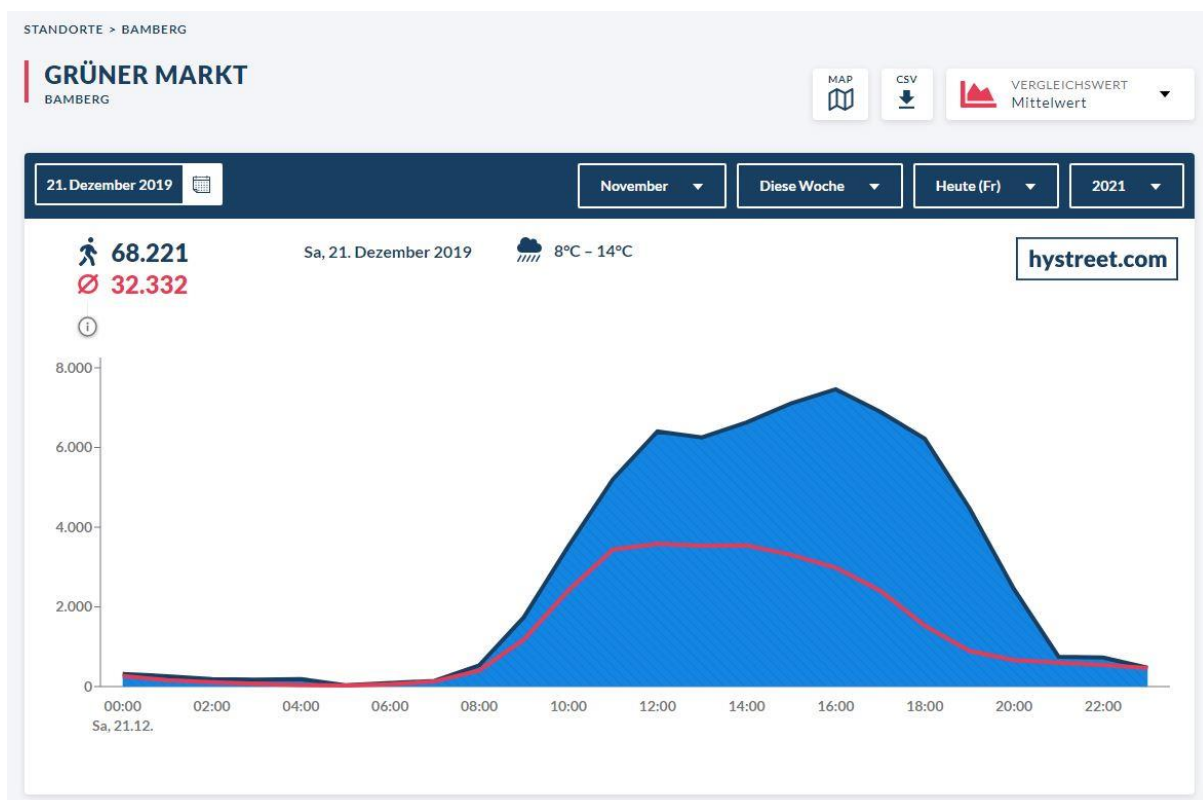 STANDORTE > BAMBERG
GRÜNER MARKT
BAMBERG
MAP
CSV
VERGLEICHSWERT
Mittelwert
21. Dezember 2019
November
Diese Woche
Heute (Fr)
2021
68.221
Sa, 21. Dezember 2019
8°C – 14°C
hystreet.com
Ø 32.332
i
8.000
6.000
4.000
2.000
0
00:00 02:00 04:00 06:00 08:00 10:00 12:00 14:00 16:00 18:00 20:00 22:00
Sa, 21.12.